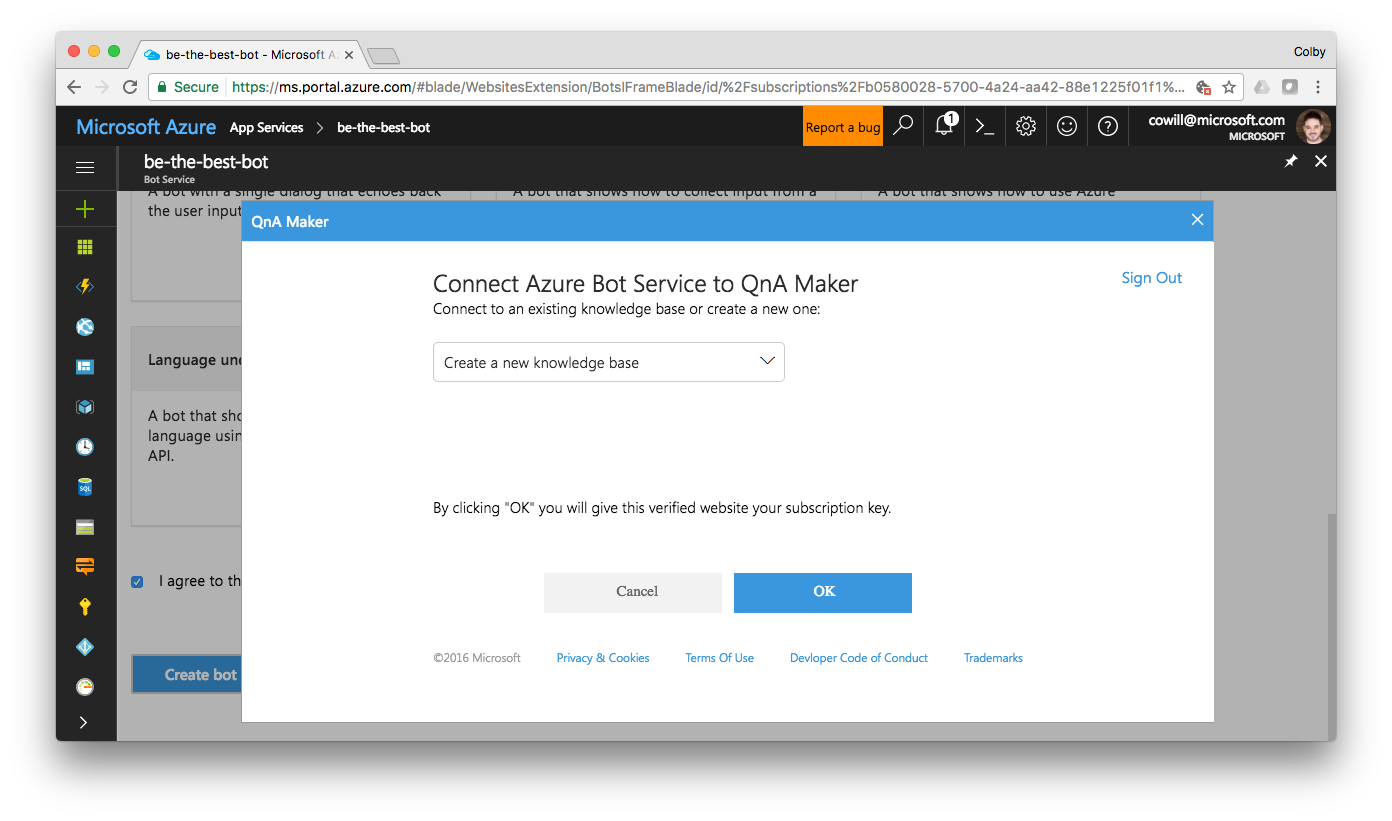 be-the-best-bot - Microsoft A
Colby
Secure
https://ms.portal.azure.com/#blade/WebsitesExtension/BotsIFrameBlade/id/%2Fsubscriptions%2Fb0580028-5700-4a24-aa42-88e1225f01f1%...
Microsoft Azure App Services > be-the-best-bot
Report a bug
1
cowill@microsoft.com
MICROSOFT
be-the-best-bot
Bot Service
A bot with a single dialog that echoes back
the user input
A bot that shows how to collect input from a
A bot that shows how to use Azure
QnA Maker
Connect Azure Bot Service to QnA Maker
Sign Out
Connect to an existing knowledge base or create a new one:
Create a new knowledge base
Language un
A bot that sho
language usin
API.
SQL
By clicking "OK" you will give this verified website your subscription key.
I agree to th
Cancel
OK
©2016 Microsoft
Privacy & Cookies
Terms Of Use
Devloper Code of Conduct
Trademarks
Create bot